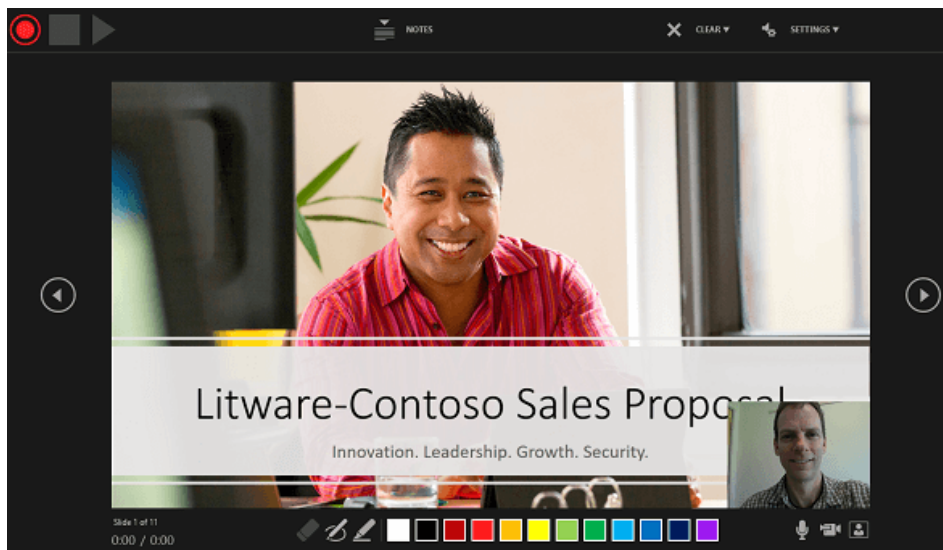 NOTES
CLEAR
SETTINGS
Litware-Contoso Sales Proposal
Innovation. Leadership. Growth. Security.
Slide 1 of 11
0:00 / 0:00